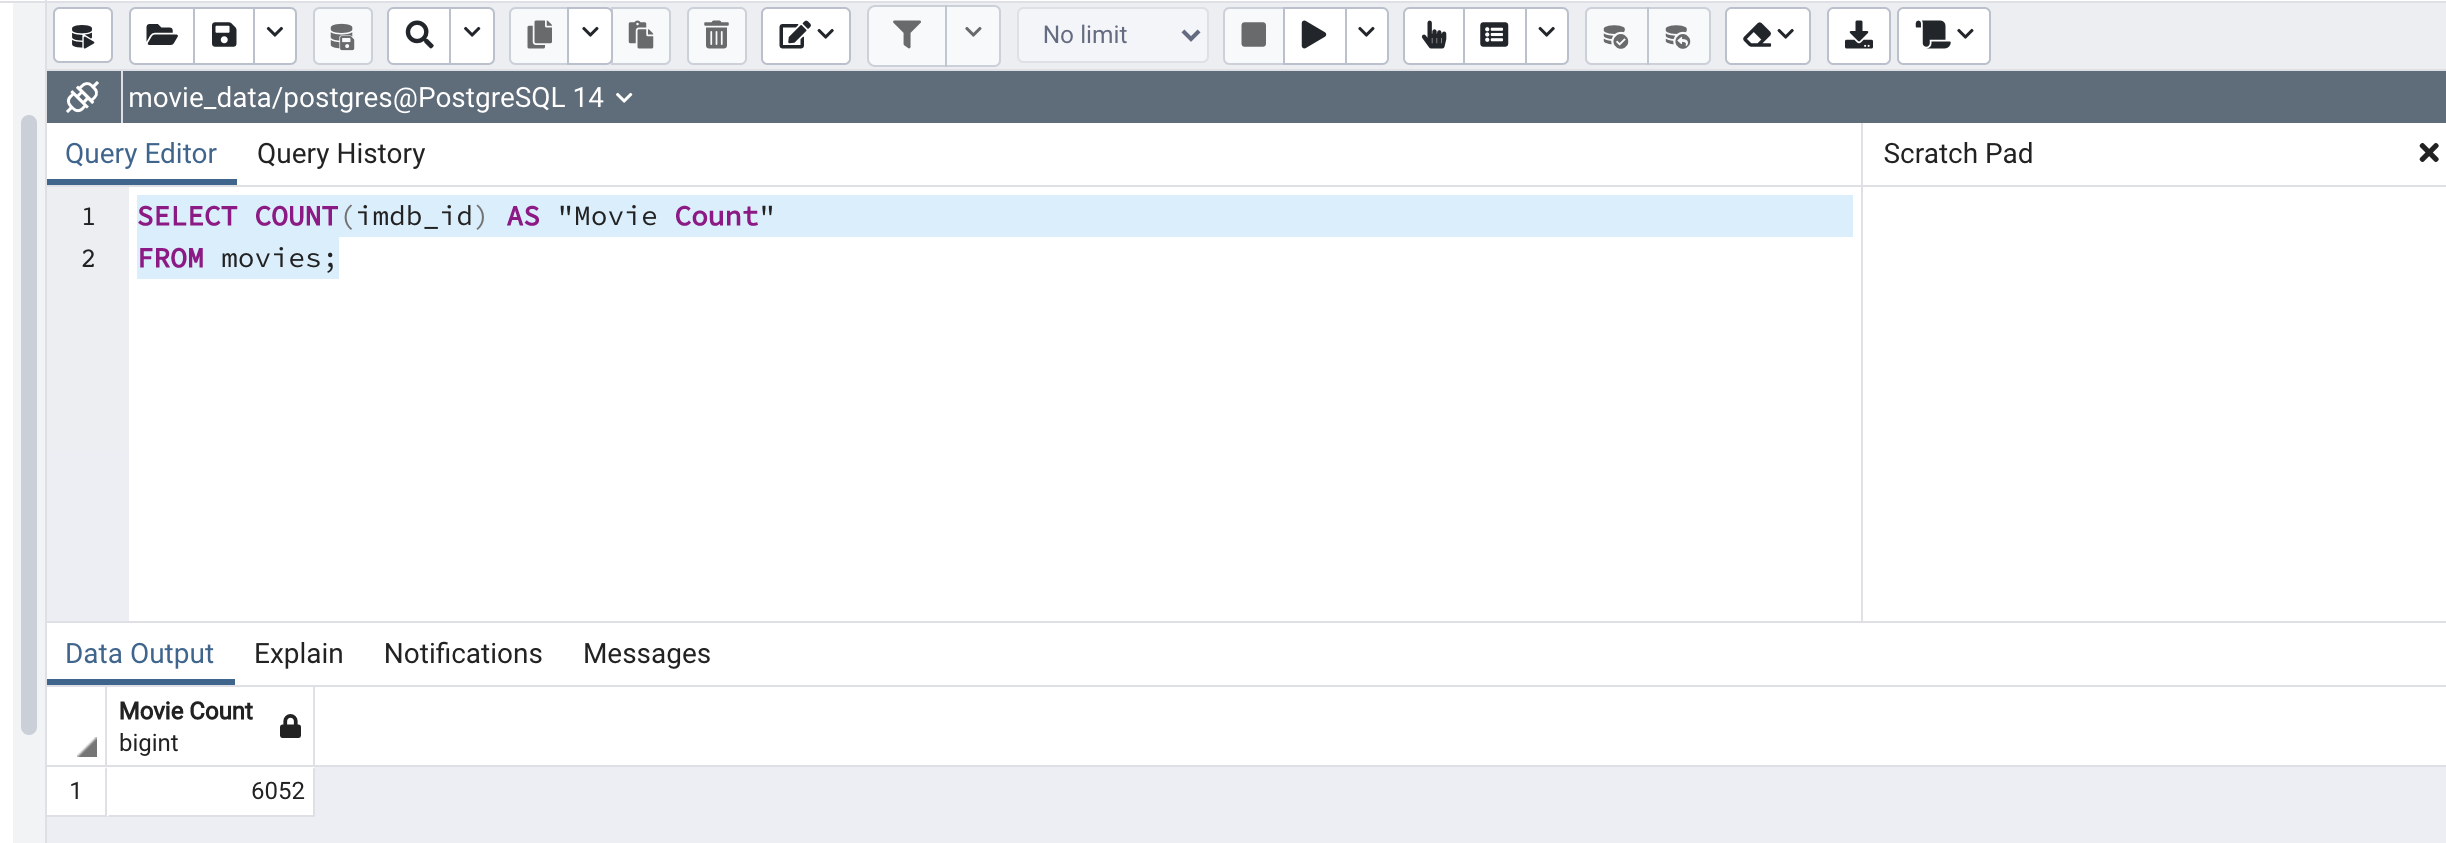 No limit
movie_data/postgres@PostgreSQL 14
Query Editor Query History Scratch Pad
1 SELECT COUNT(imdb_id) AS "Movie Count"
2 FROM movies;
Data Output Explain Notifications Messages
Movie Count
bigint
1 6052